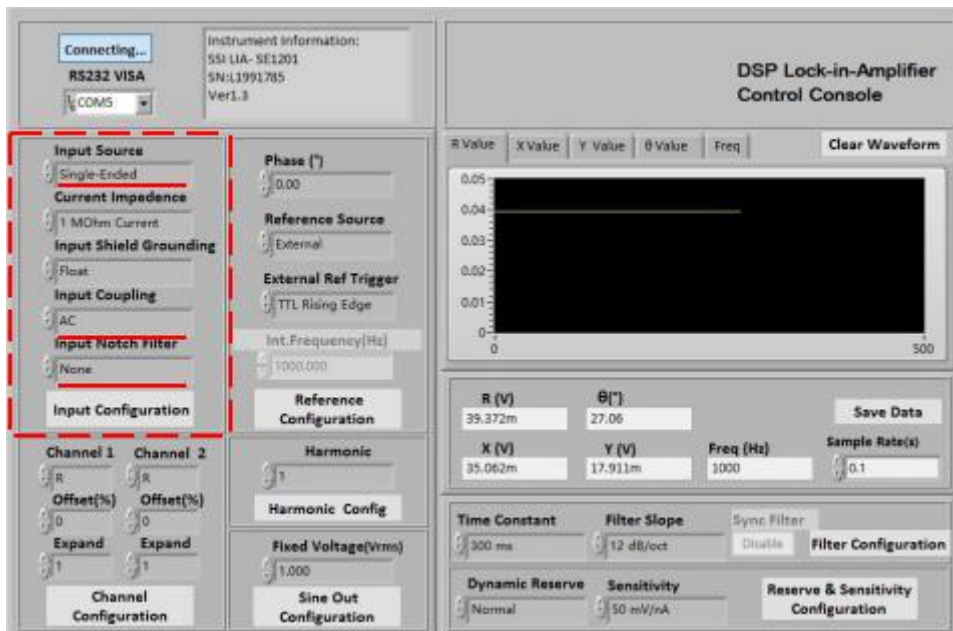 Connecting...
RS232 VISA
COM5
Instrument Information:
SSI LIA- SE1201
SN:L1991785
Ver1.3
DSP Lock-in-Amplifier
Control Console
Input Source
Single-Ended
Current Impedence
1 MOhm Current
Input Shield Grounding
Float
Input Coupling
AC
Input Notch Filter
None
Input Configuration
Phase (°)
0.00
Reference Source
External
External Ref Trigger
TTL Rising Edge
Int.Frequency(Hz)
1000.000
Reference
Configuration
R Value X Value Y Value θ Value Freq Clear Waveform
0.05
0.04
0.03
0.02
0.01
0
0 500
R (V) θ(°)
39.372m 27.06 Save Data
X (V) Y (V) Freq (Hz) Sample Rate(s)
35.062m 17.911m 1000 0.1
Channel 1 Channel 2
R R
Offset(%) Offset(%)
0 0
Expand Expand
1 1
Channel
Configuration
Harmonic
1
Harmonic Config
Fixed Voltage(Vrms)
1.000
Sine Out
Configuration
Time Constant Filter Slope Sync Filter
300 ms 12 dB/oct Disable Filter Configuration
Dynamic Reserve Sensitivity Reserve & Sensitivity
Normal 50 mV/nA Configuration